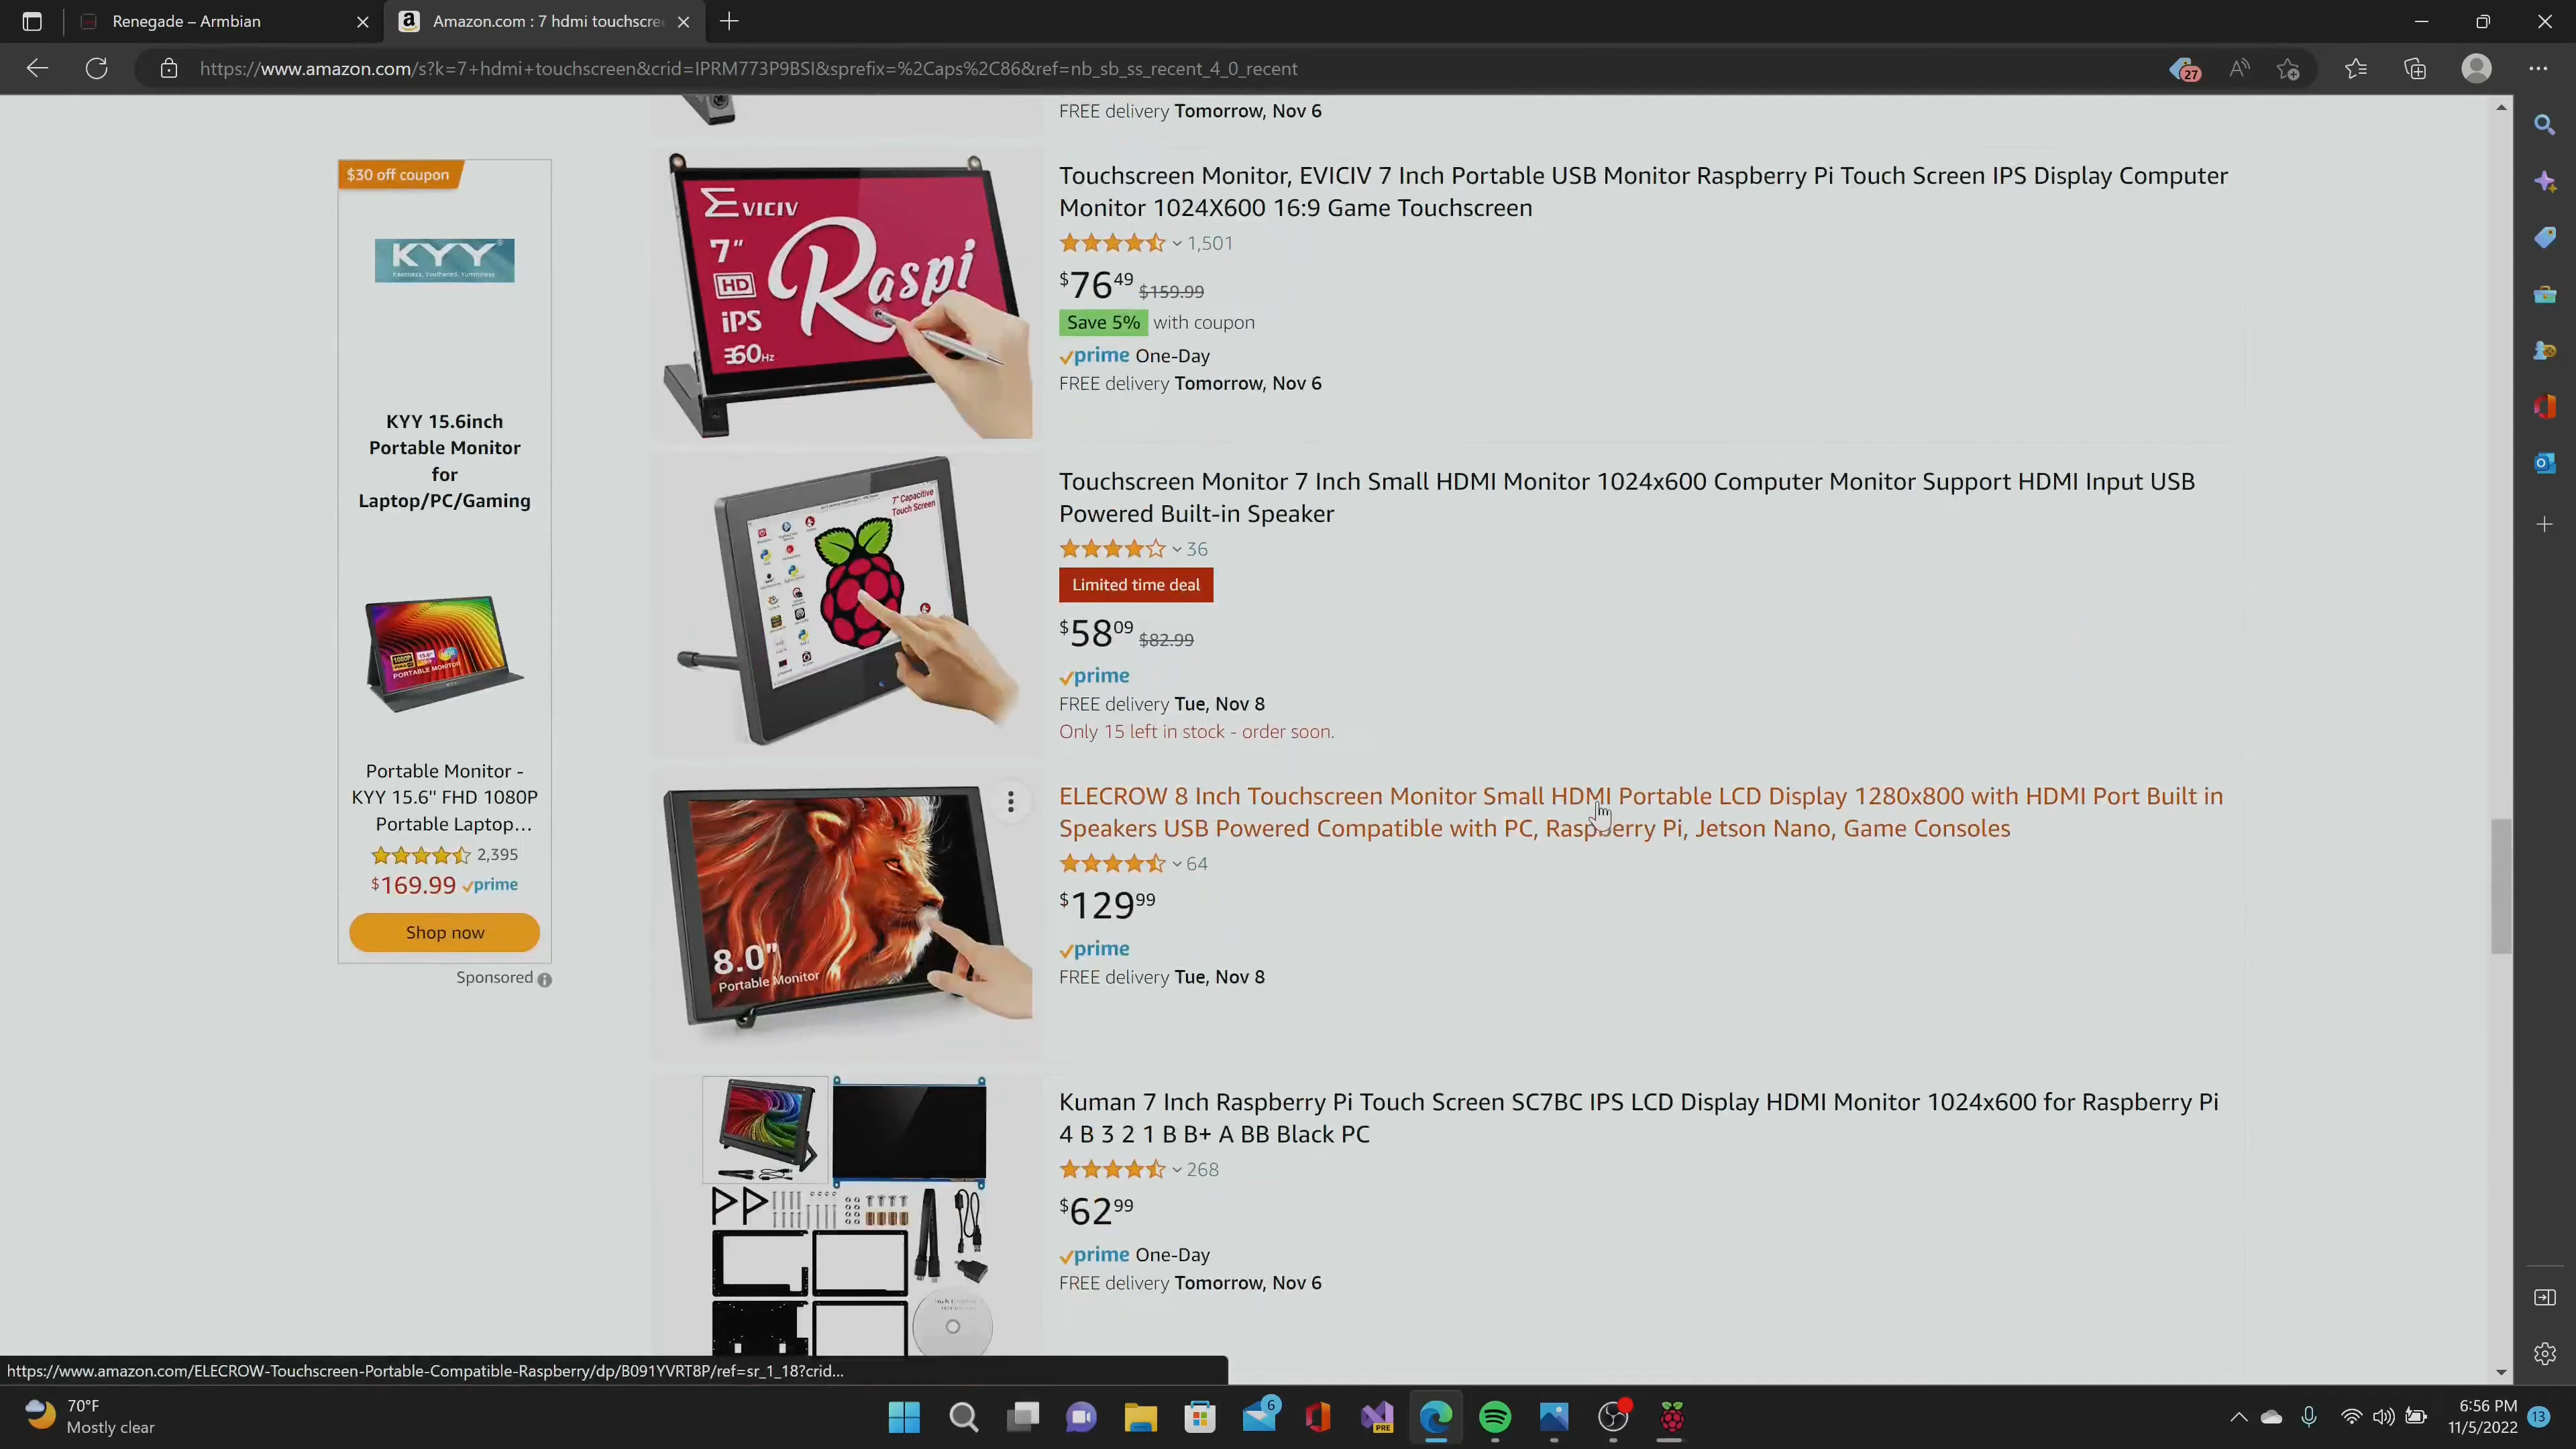 Renegade – Armbian
Amazon.com : 7 hdmi touchscre
https://www.amazon.com/s?k=7+hdmi+touchscreen&crid=IPRM773P9BSI&sprefix=%2Caps%2C86&ref=nb_sb_ss_recent_4_0_recent
27
FREE delivery Tomorrow, Nov 6
$30 off coupon
KYY
Keenness, Youthered, Yumminess
KYY 15.6inch
Portable Monitor
for
Laptop/PC/Gaming
PORTABLE MONITOR
Portable Monitor -
KYY 15.6'' FHD 1080P
Portable Laptop...
2,395
$169.99 prime
Shop now
Sponsored
EVICIV
7"
HD
iPS
60Hz
Raspi
Touchscreen Monitor, EVICIV 7 Inch Portable USB Monitor Raspberry Pi Touch Screen IPS Display Computer
Monitor 1024X600 16:9 Game Touchscreen
1,501
$76 49 $159.99
Save 5% with coupon
prime One-Day
FREE delivery Tomorrow, Nov 6
7" Capacitive
Touch Screen
Touchscreen Monitor 7 Inch Small HDMI Monitor 1024x600 Computer Monitor Support HDMI Input USB
Powered Built-in Speaker
36
Limited time deal
$58 09 $82.99
prime
FREE delivery Tue, Nov 8
Only 15 left in stock - order soon.
8.0"
Portable Monitor
ELECROW 8 Inch Touchscreen Monitor Small HDMI Portable LCD Display 1280x800 with HDMI Port Built in
Speakers USB Powered Compatible with PC, Raspberry Pi, Jetson Nano, Game Consoles
64
$129 99
prime
FREE delivery Tue, Nov 8
Kuman 7 Inch Raspberry Pi Touch Screen SC7BC IPS LCD Display HDMI Monitor 1024x600 for Raspberry Pi
4 B 3 2 1 B B+ A BB Black PC
268
$62 99
prime One-Day
FREE delivery Tomorrow, Nov 6
https://www.amazon.com/ELECROW-Touchscreen-Portable-Compatible-Raspberry/dp/B091YVRT8P/ref=sr_1_18?crid...
70°F
Mostly clear
6
PRE
6:56 PM
11/5/2022
13